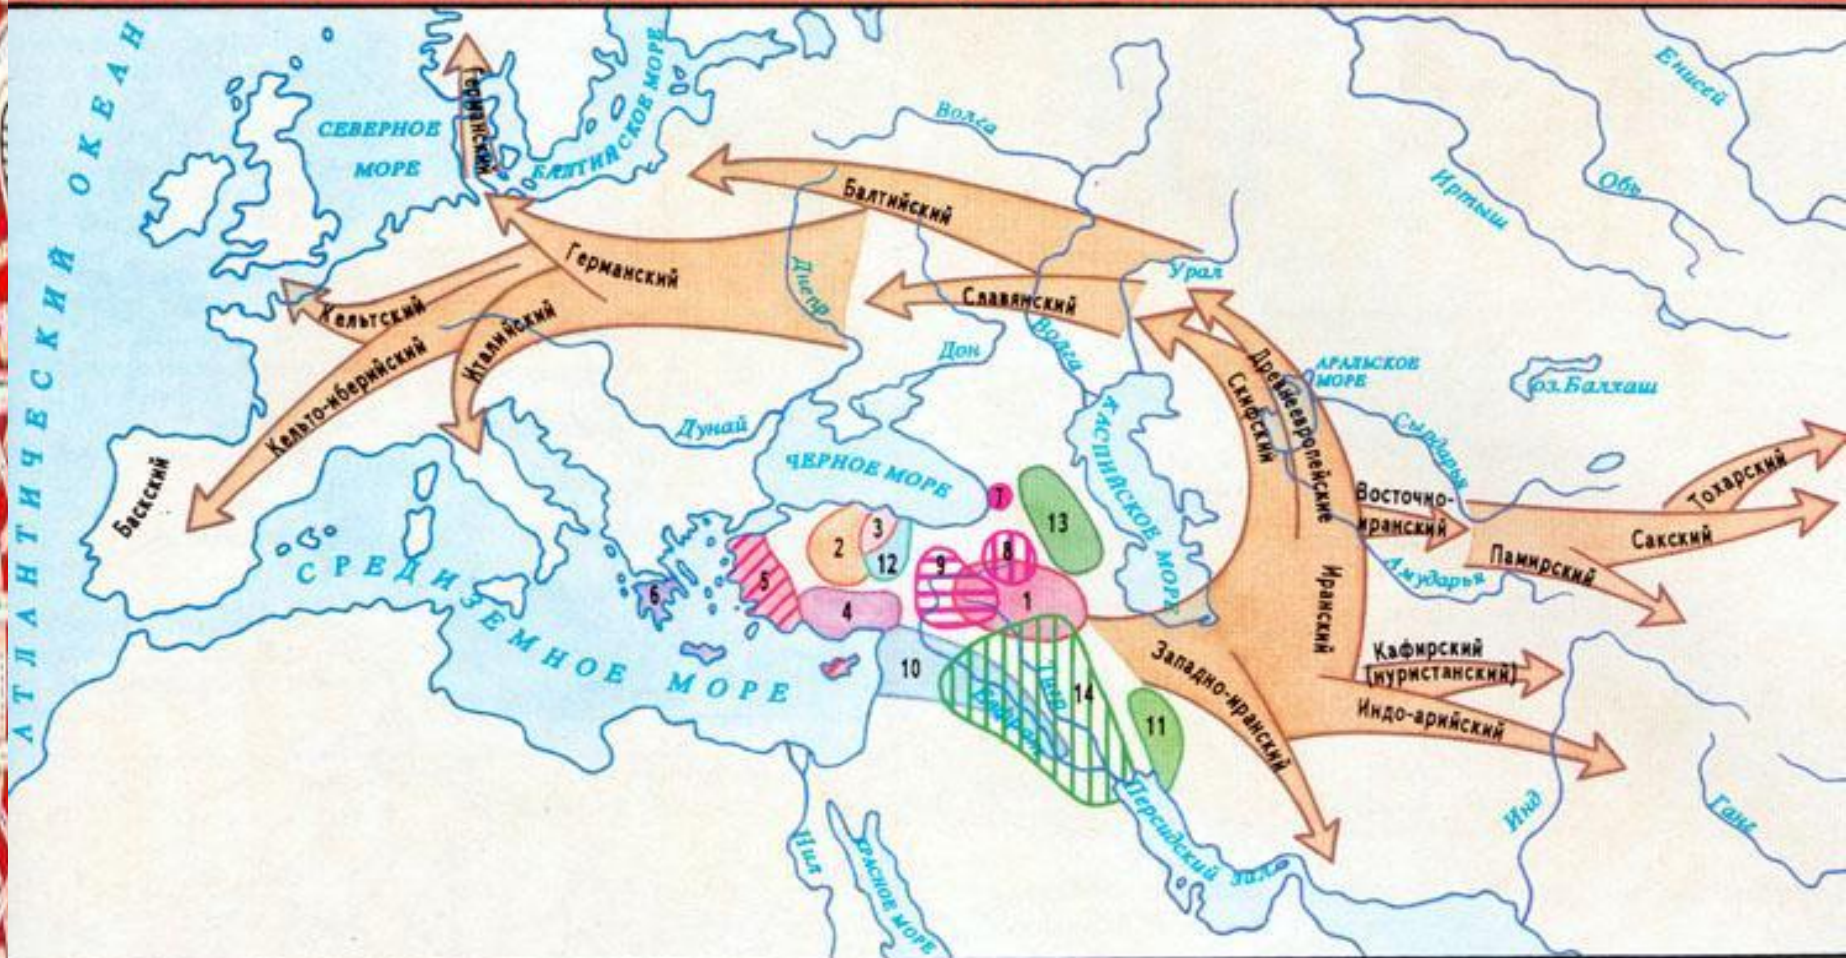 АТЛАНТИЧЕСКИЙ ОКЕАН
СЕВЕРНОЕ
МОРЕ
Германский
БАЛТИЙСКОЕ МОРЕ
Волга
Енисей
Обь
Иртыш
Балтийский
Германский
Днепр
Славянский
Урал
Кельтский
Италийский
Кельто-иберийский
Волга
Дон
Дунай
Древнеевропейские
Скифский
АРАЛЬСКОЕ
МОРЕ
оз. Балхаш
Сырдарья
ЧЕРНОЕ МОРЕ
КАСПИЙСКОЕ МОРЕ
Баскский
Восточно-
иранский
Тохарский
Сакский
Памирский
Амударья
СРЕДИЗЕМНОЕ МОРЕ
7
13
3
2
12
8
9
5
6
4
1
10
14
11
Тигр
Евфрат
Иранский
Западно-иранский
Кафирский
(нуристанский)
Индо-арийский
Инд
Ганг
Персидский зал.
Нил
КРАСНОЕ МОРЕ